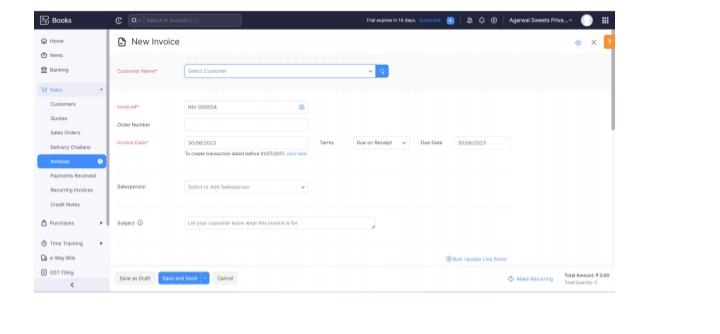 Books
Search in Invoices ( / )
Trial expires in 14 days. Subscribe
Agarwal Sweets Priva...
Home
Items
Banking
Sales
Customers
Quotes
Sales Orders
Delivery Challans
Invoices
Payments Received
Recurring Invoices
Credit Notes
Purchases
Time Tracking
e-Way Bills
GST Filing
New Invoice
?
Customer Name*
Select Customer
Invoice#*
INV-000004
Order Number
Invoice Date*
30/06/2023
Terms
Due on Receipt
Due Date
30/06/2023
To create transaction dated before 01/07/2017, click here
Salesperson
Select or Add Salesperson
Subject
Let your customer know what this invoice is for
Bulk Update Line Items
Save as Draft
Save and Send
Cancel
Make Recurring
Total Amount: ₹ 0.00
Total Quantity: 0